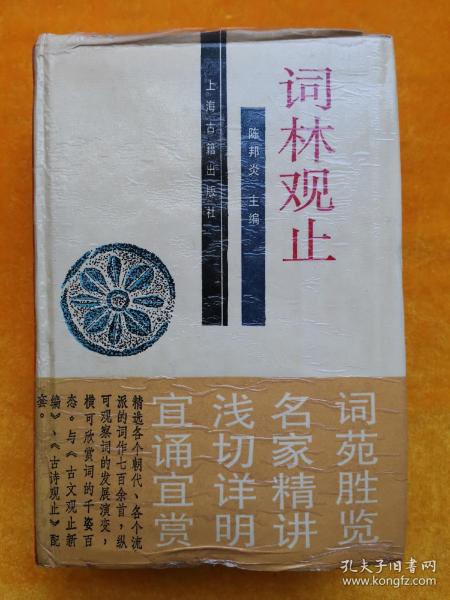 词林观止
陈邦炎 主编
上海古籍出版社
词苑胜览
名家精讲
浅切详明
宜诵宜赏
精选各个朝代、各个流
派的词作七百余首，纵
可观察词的发展演变，
横可欣赏词的千姿百
态。与《古文观止新
编》、《古诗观止》配
套。
孔夫子旧书网
www.kongfz.com